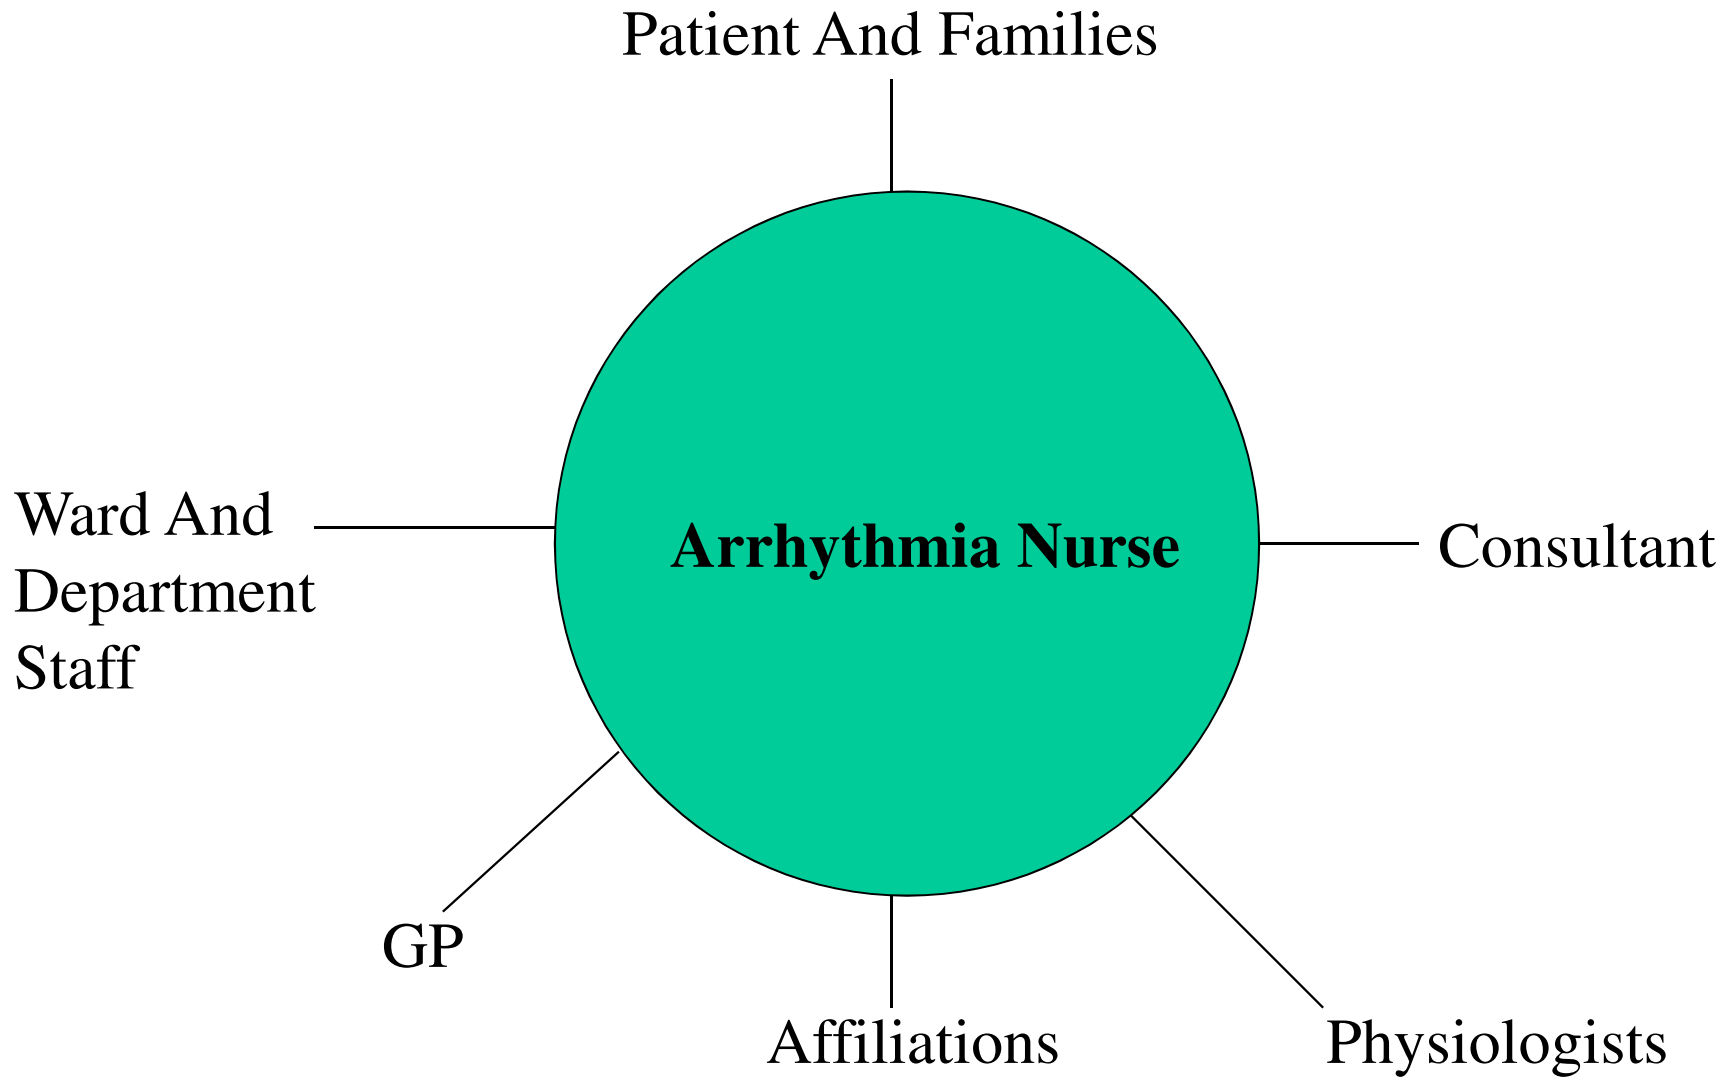 Patient And Families
Ward And
Department
Staff
Arrhythmia Nurse
Consultant
GP
Affiliations
Physiologists